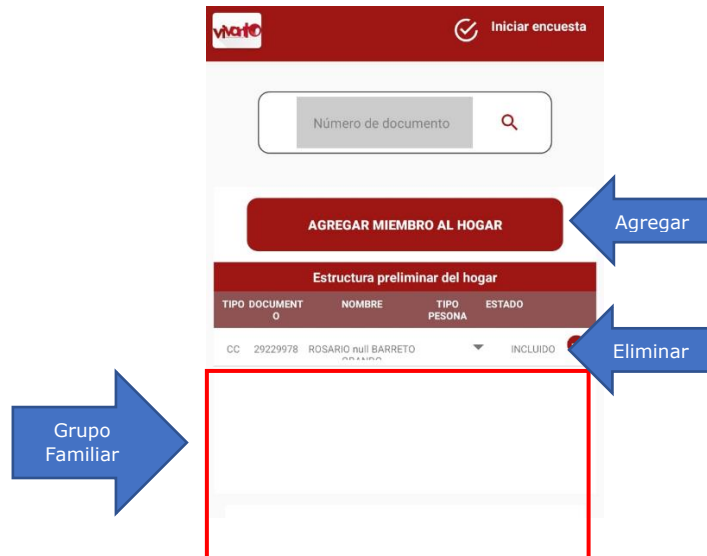 vivanto
Iniciar encuesta
Número de documento
AGREGAR MIEMBRO AL HOGAR
Agregar
Estructura preliminar del hogar
TIPO DOCUMENT NOMBRE TIPO ESTADO
O PESONA
CC 29229978 ROSARIO null BARRETO INCLUIDO
Eliminar
Grupo
Familiar